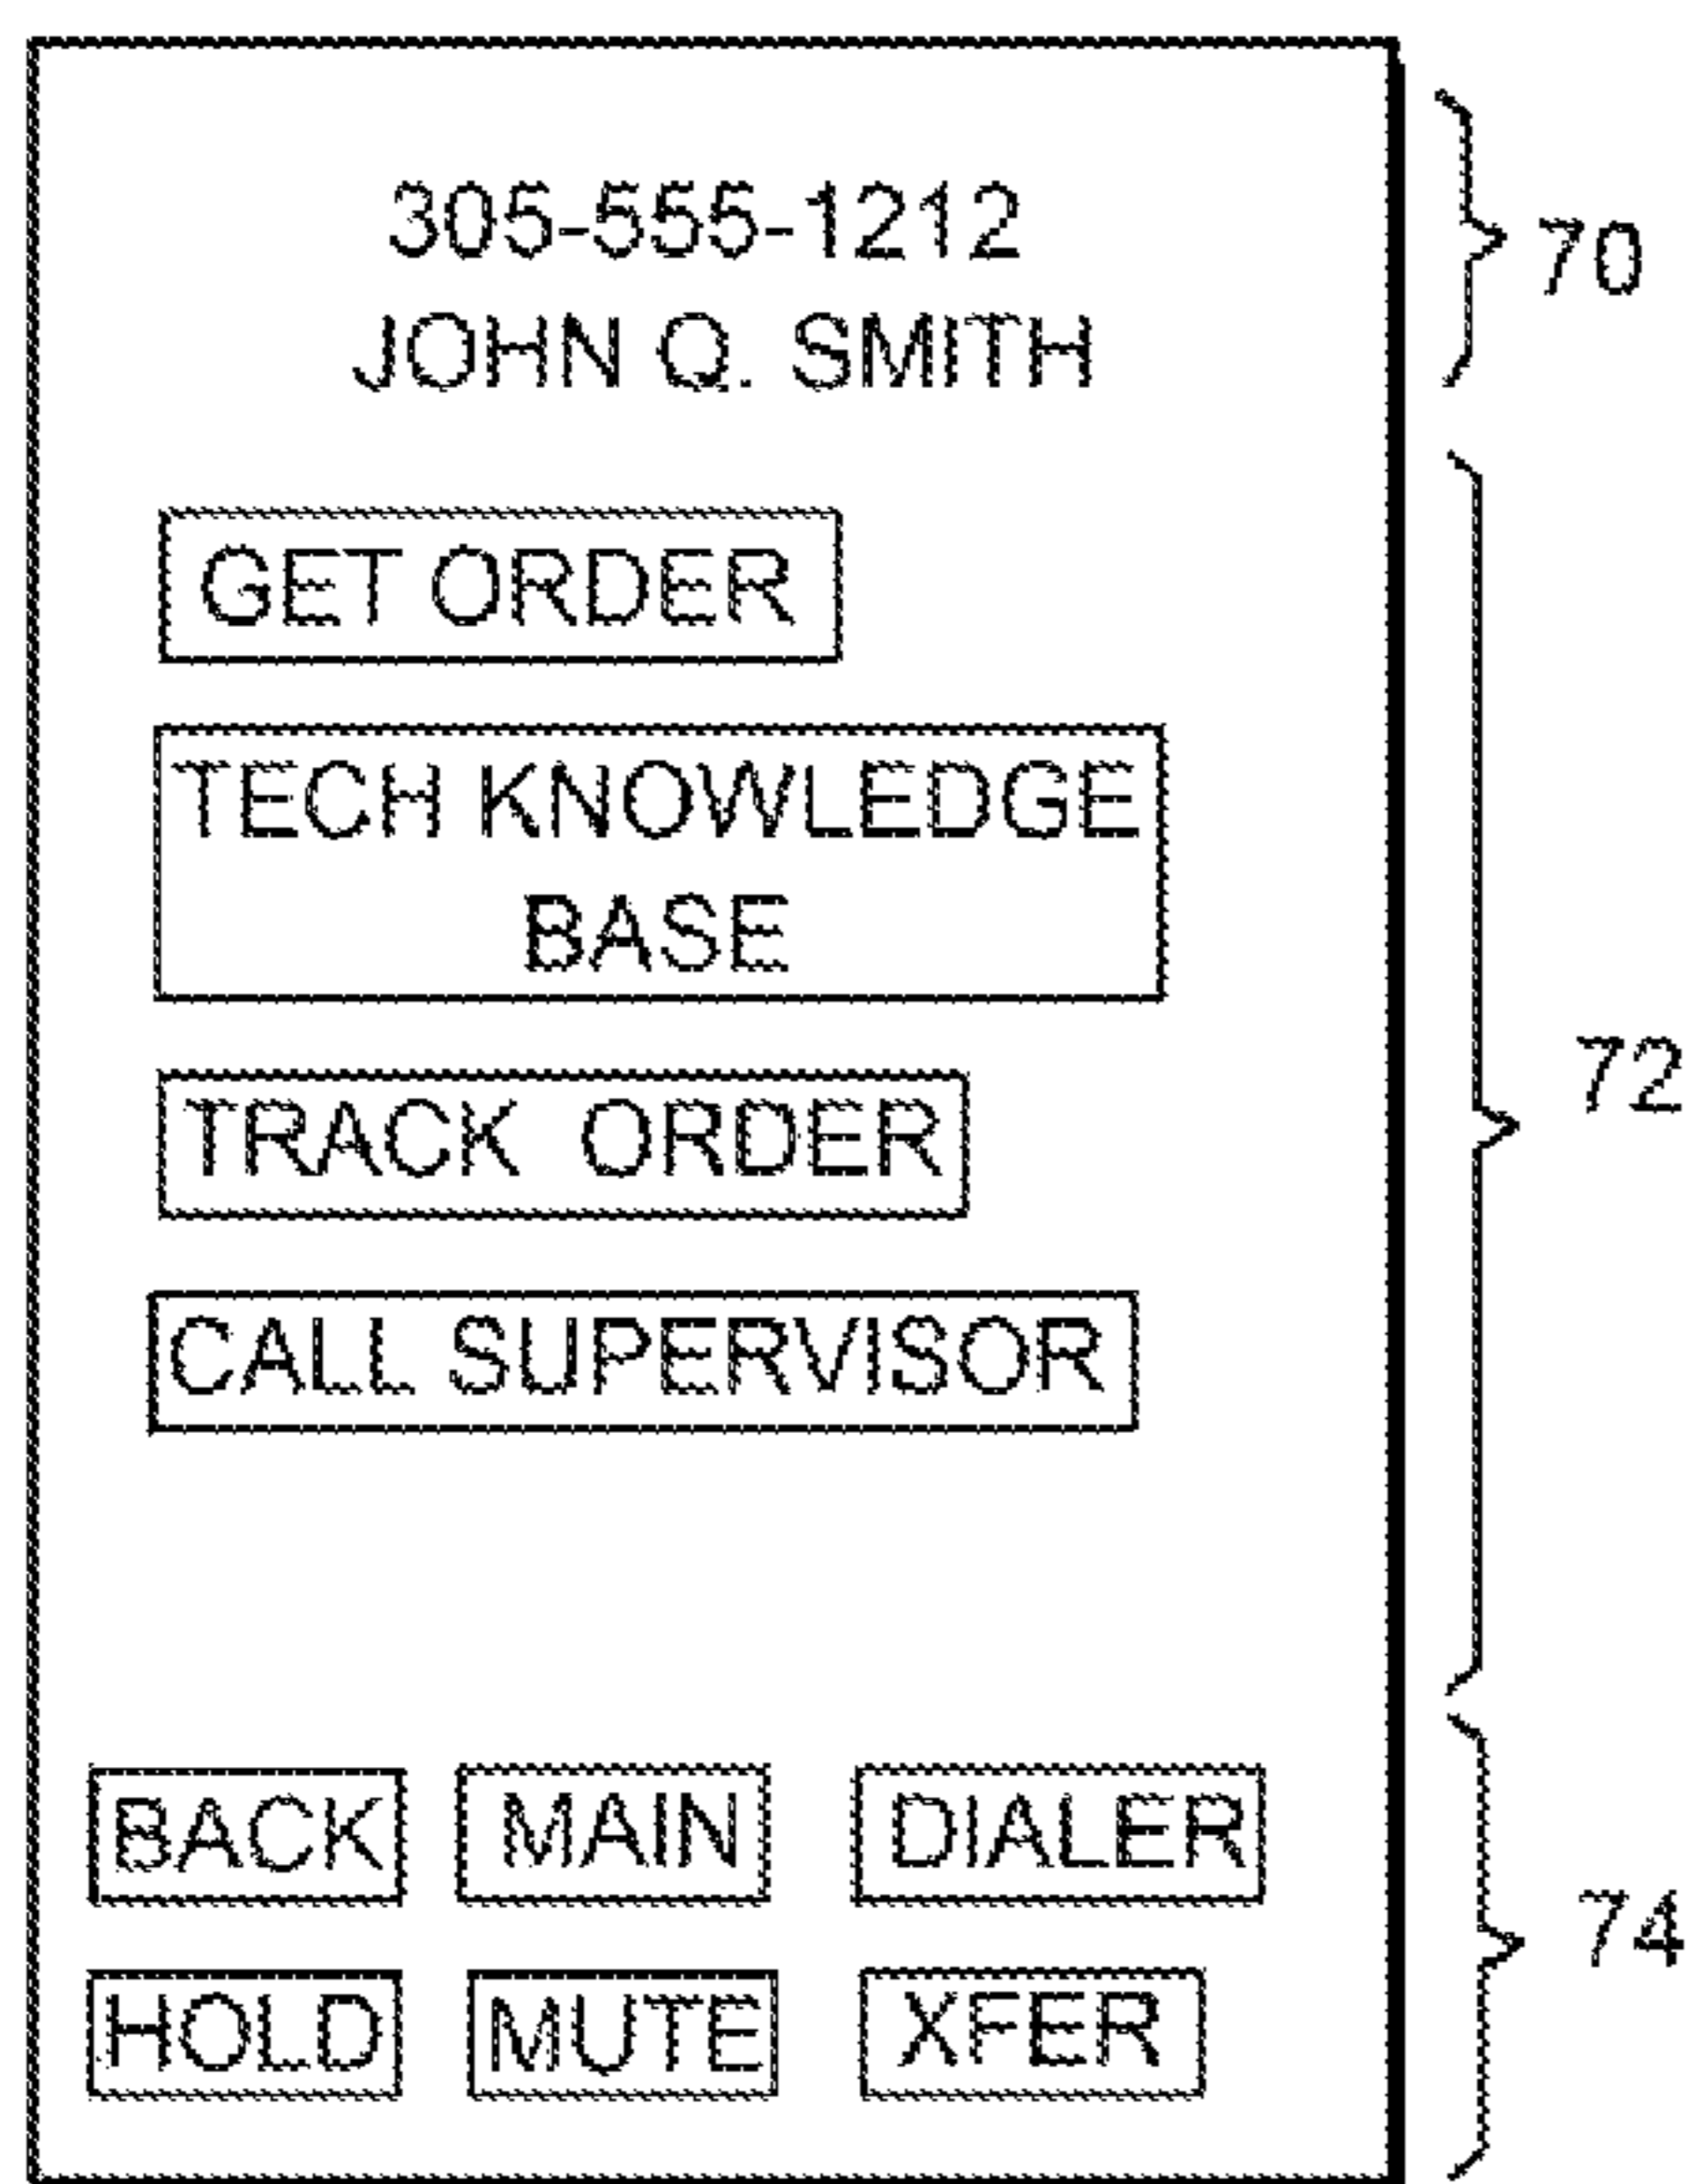 305-555-1212
JOHN Q. SMITH
70
GET ORDER
TECH KNOWLEDGE
BASE
TRACK ORDER
72
CALL SUPERVISOR
BACK MAIN DIALER
74
HOLD MUTE XFER